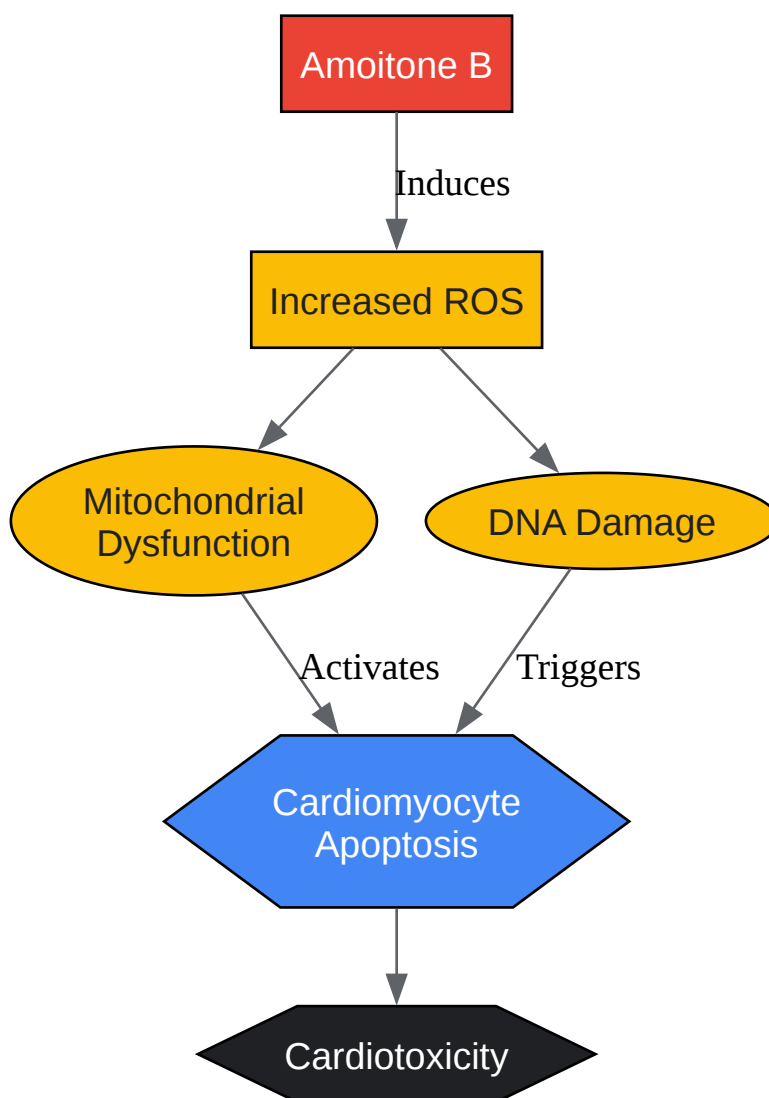 Amoitone B
Induces
Increased ROS
Mitochondrial
Dysfunction
DNA Damage
Activates
Triggers
Cardiomyocyte
Apoptosis
Cardiotoxicity